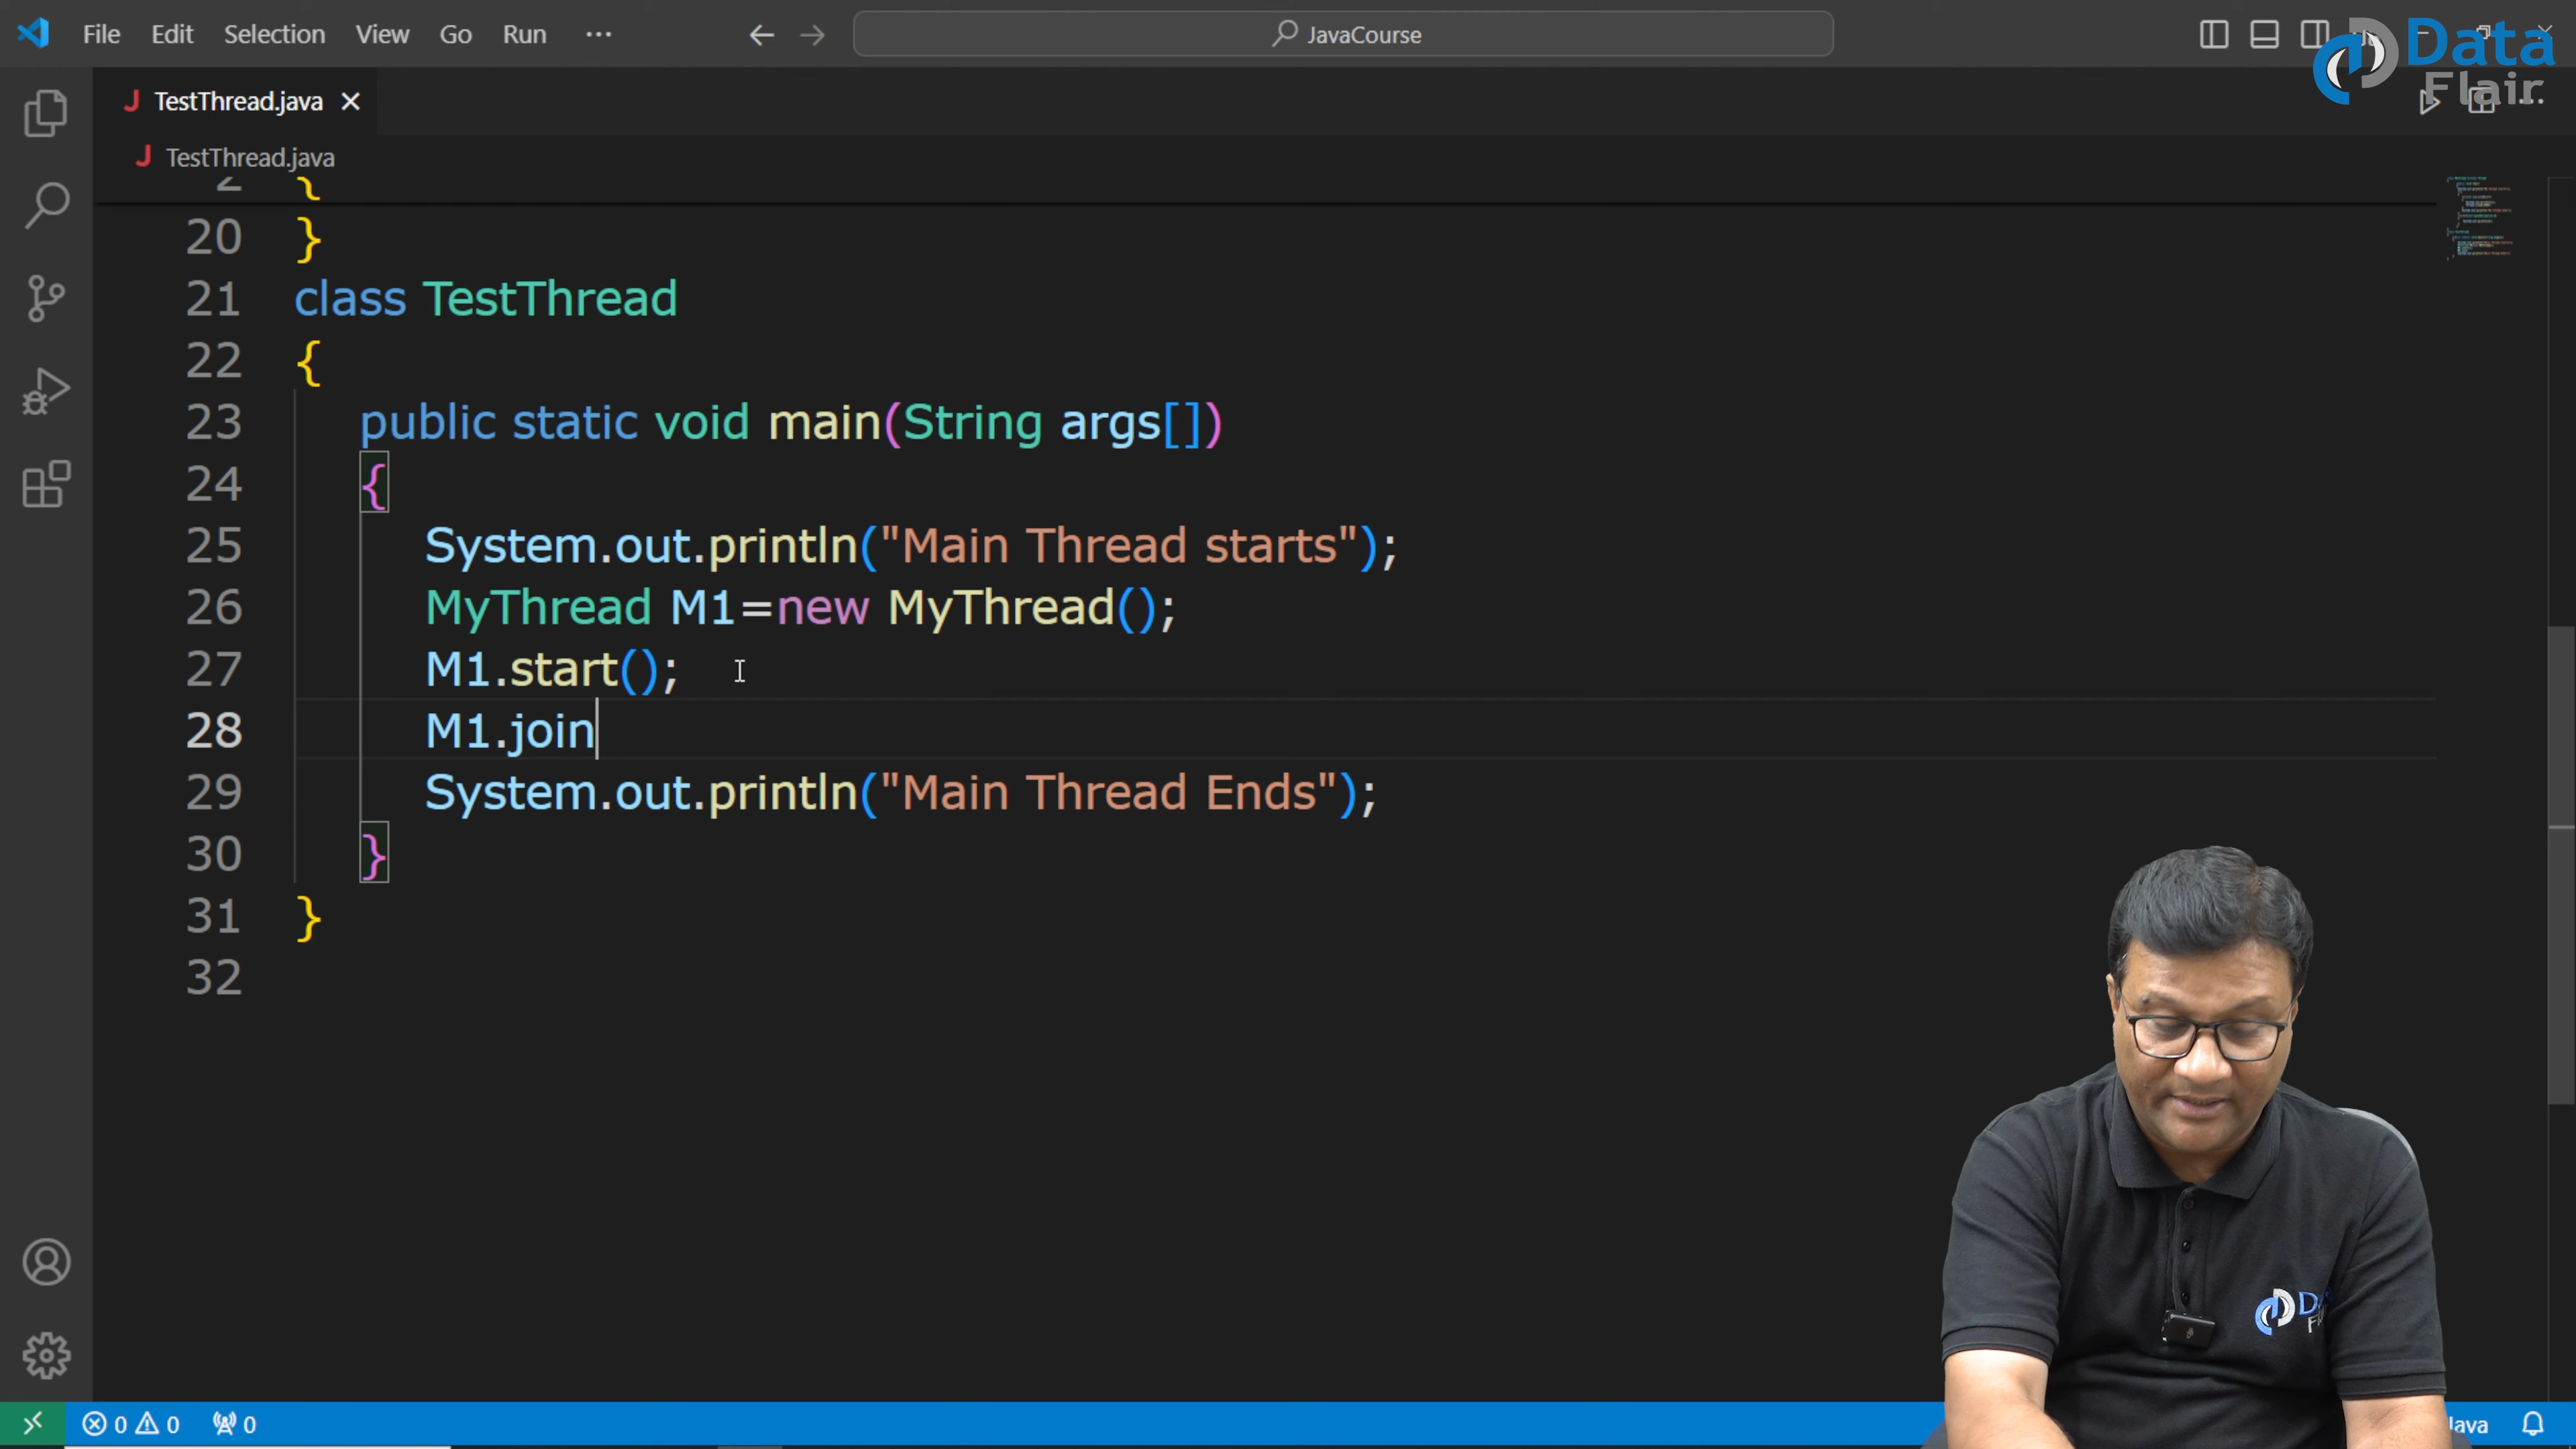 File Edit Selection View Go Run ...
JavaCourse
Data
Flair
TestThread.java
TestThread.java
2 {
20 }
21 class TestThread
22 {
23 public static void main(String args[])
24 {
25 System.out.println("Main Thread starts");
26 MyThread M1=new MyThread();
27 M1.start();
28 M1.join
29 System.out.println("Main Thread Ends");
30 }
31 }
32
0 0 0
Java